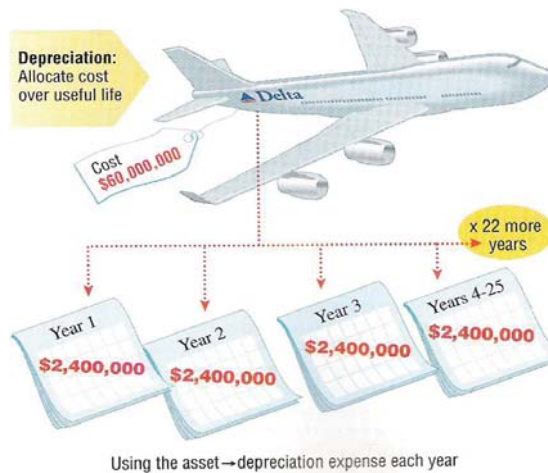 Depreciation:
Allocate cost
over useful life
Delta
Cost
$60,000,000
x 22 more
years
Year 1
$2,400,000
Year 2
$2,400,000
Year 3
$2,400,000
Years 4-25
$2,400,000
Using the asset→depreciation expense each year